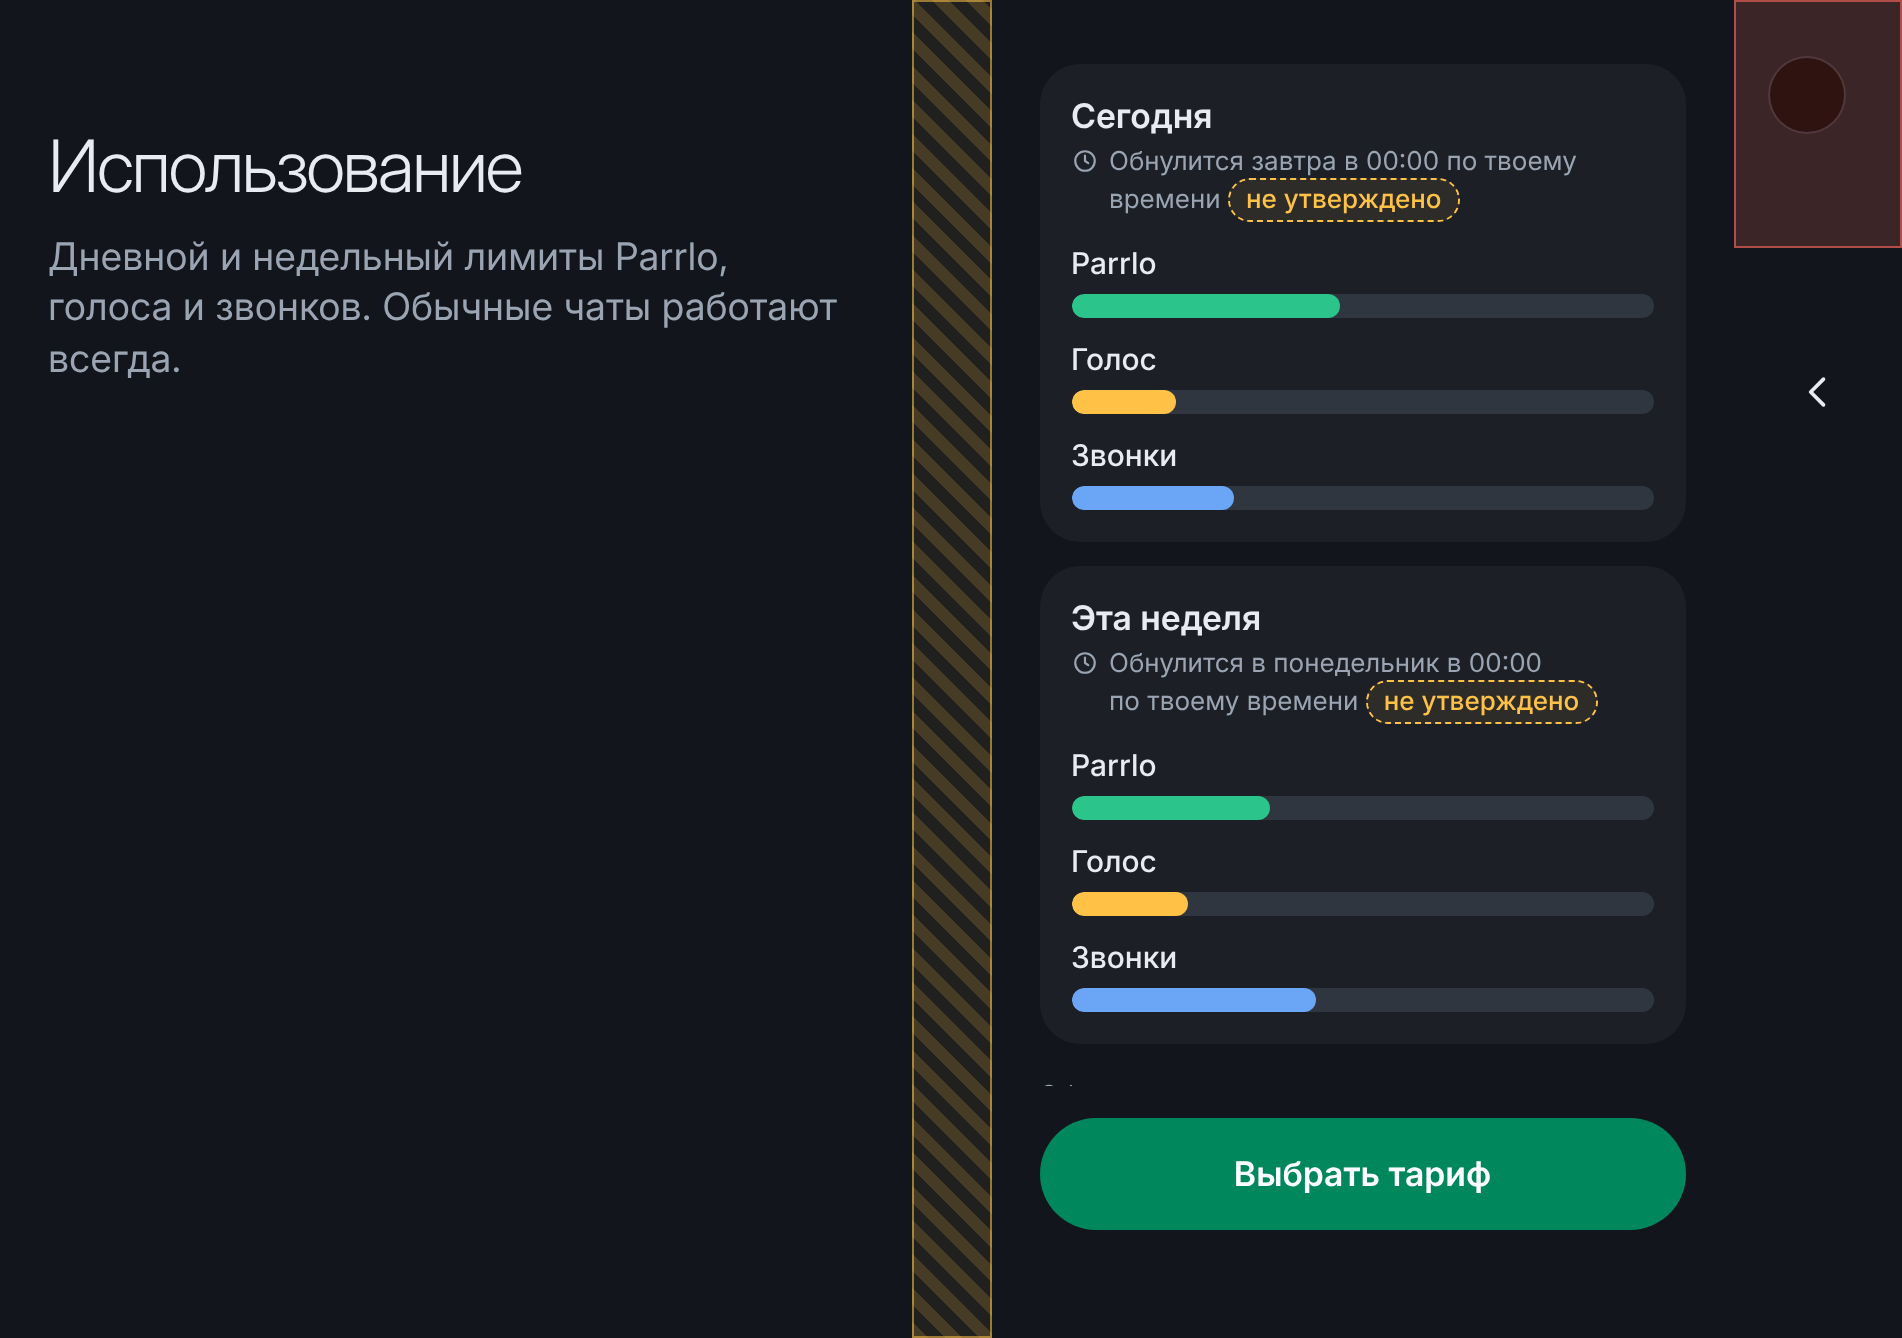 Использование
Дневной и недельный лимиты Parrlo,
голоса и звонков. Обычные чаты работают
всегда.
Сегодня
Обнулится завтра в 00:00 по твоему
времени не утверждено
Parrlo
Голос
Звонки
Эта неделя
Обнулится в понедельник в 00:00
по твоему времени не утверждено
Parrlo
Голос
Звонки
Выбрать тариф